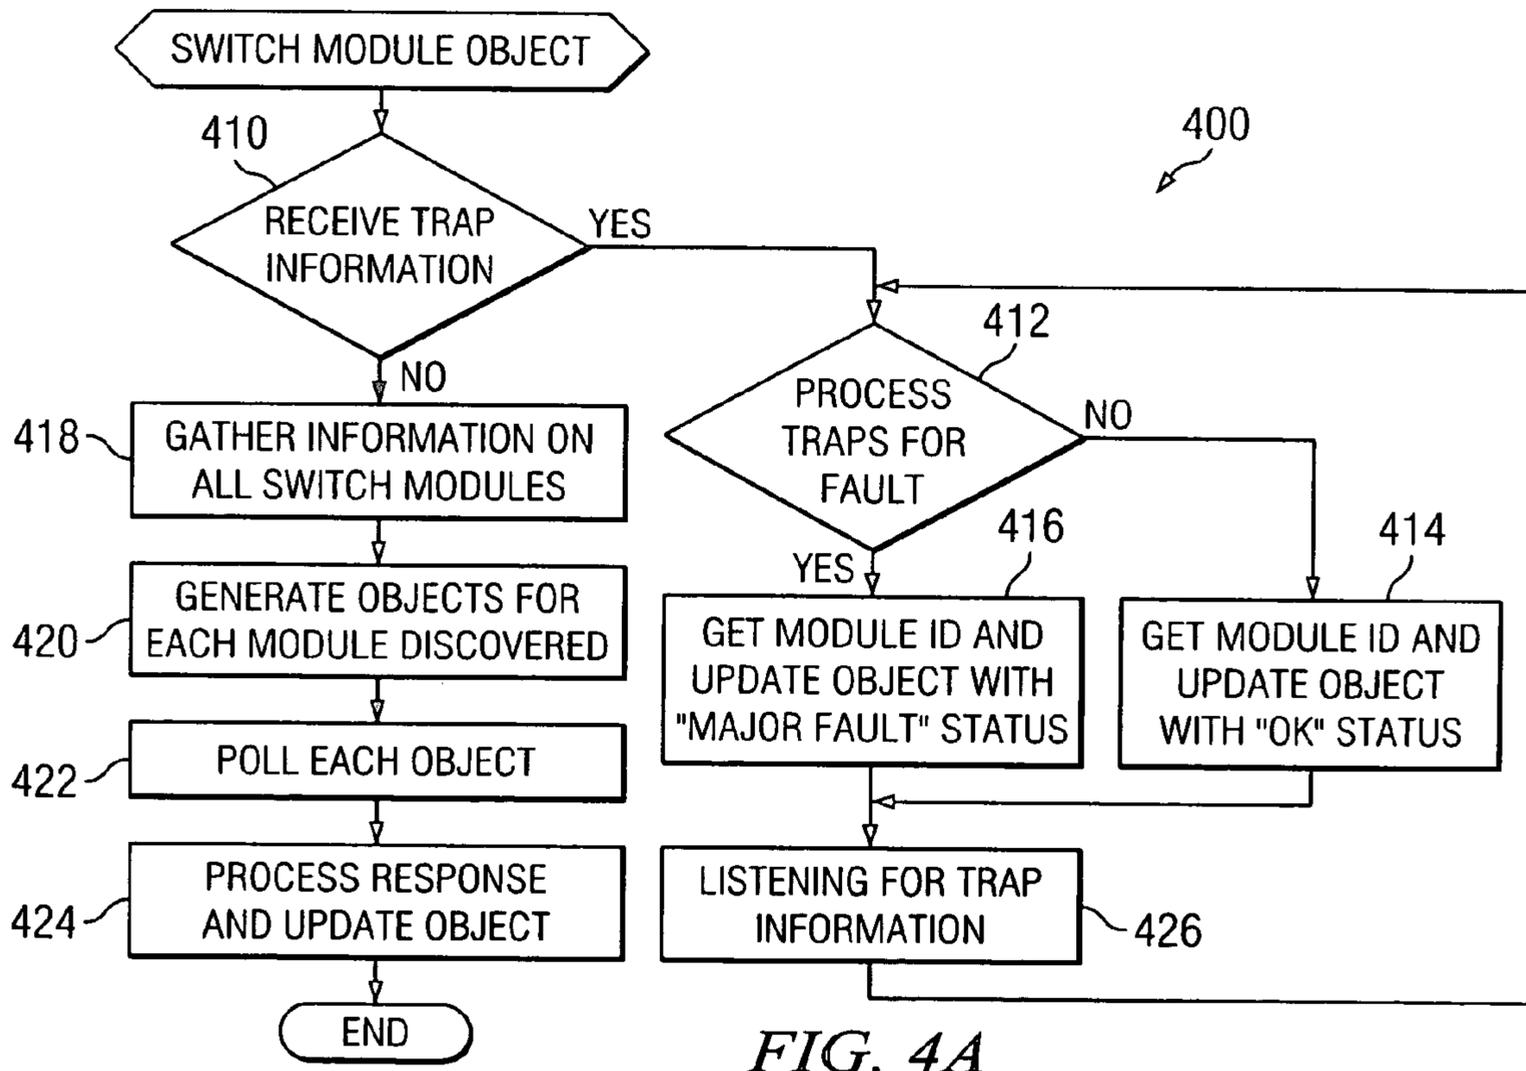 SWITCH MODULE OBJECT
400
410
RECEIVE TRAP
INFORMATION
YES
NO
412
PROCESS
TRAPS FOR
FAULT
NO
YES
418
GATHER INFORMATION ON
ALL SWITCH MODULES
416
GET MODULE ID AND
UPDATE OBJECT WITH
"MAJOR FAULT" STATUS
414
GET MODULE ID AND
UPDATE OBJECT
WITH "OK" STATUS
420
GENERATE OBJECTS FOR
EACH MODULE DISCOVERED
422
POLL EACH OBJECT
424
PROCESS RESPONSE
AND UPDATE OBJECT
LISTENING FOR TRAP
INFORMATION
426
END
FIG. 4A